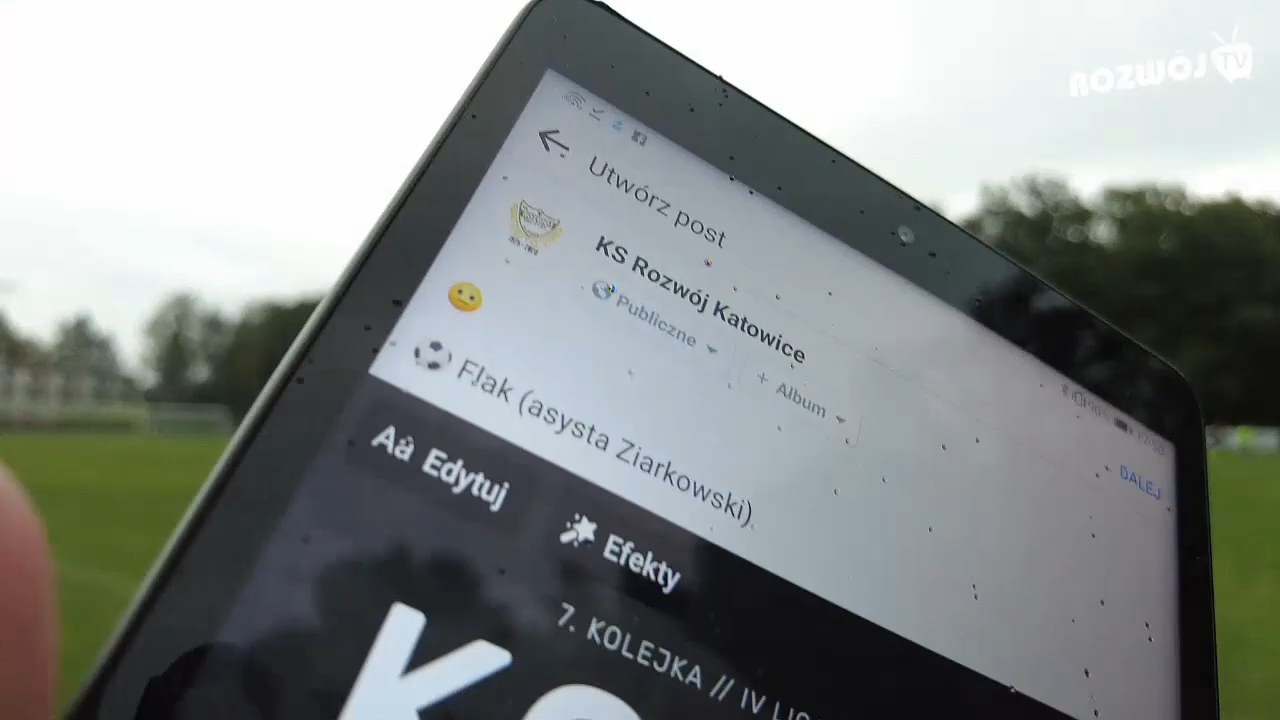 ROZWÓJ TV
Utwórz post
KS Rozwój Katowice
Publiczne
+ Album
Flak (asysta Ziarkowski)
DALEJ
Aa Edytuj
Efekty
7. KOLEJKA // IV LIG